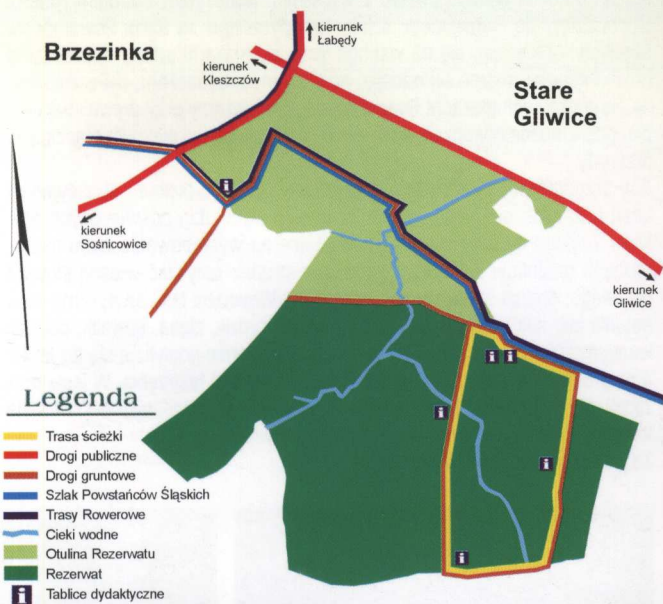 Brzezinka
kierunek
Kleszczów
kierunek
Łabędy
Stare
Gliwice
kierunek
Sośnicowice
kierunek
Gliwice
Legenda
Trasa ścieżki
Drogi publiczne
Drogi gruntowe
Szlak Powstańców Śląskich
Trasy Rowerowe
Cieki wodne
Otulina Rezerwatu
Rezerwat
i Tablice dydaktyczne
i
i
i
i
i
i